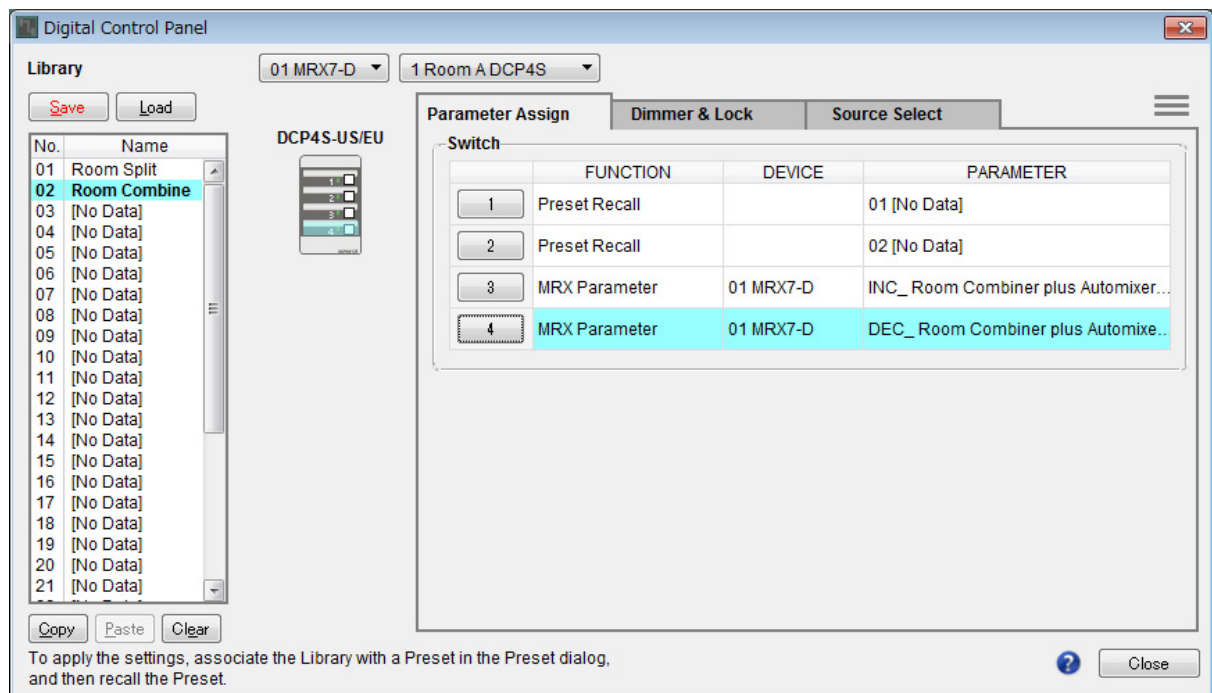 Digital Control Panel
Library
01 MRX7-D
1 Room A DCP4S
Save
Load
No. Name
01 Room Split
02 Room Combine
03 [No Data]
04 [No Data]
05 [No Data]
06 [No Data]
07 [No Data]
08 [No Data]
09 [No Data]
10 [No Data]
11 [No Data]
12 [No Data]
13 [No Data]
14 [No Data]
15 [No Data]
16 [No Data]
17 [No Data]
18 [No Data]
19 [No Data]
20 [No Data]
21 [No Data]
Copy
Paste
Clear
DCP4S-US/EU
1
2
3
4
Parameter Assign
Dimmer & Lock
Source Select
Switch
FUNCTION DEVICE PARAMETER
1 Preset Recall 01 [No Data]
2 Preset Recall 02 [No Data]
3 MRX Parameter 01 MRX7-D INC_ Room Combiner plus Automixer...
4 MRX Parameter 01 MRX7-D DEC_ Room Combiner plus Automixe...
To apply the settings, associate the Library with a Preset in the Preset dialog,
and then recall the Preset.
?
Close